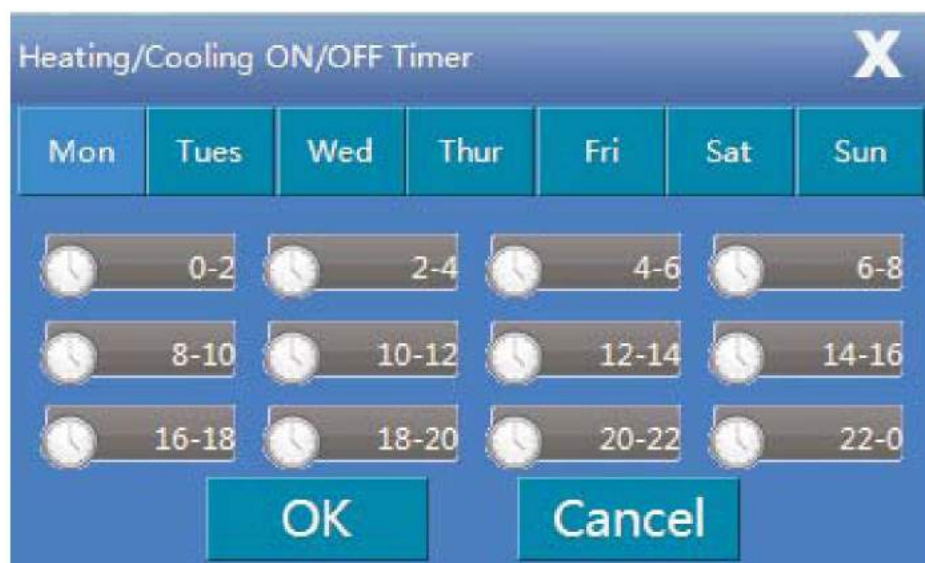 Heating/Cooling ON/OFF Timer X
Mon Tues Wed Thur Fri Sat Sun
0-2 2-4 4-6 6-8
8-10 10-12 12-14 14-16
16-18 18-20 20-22 22-0
OK Cancel